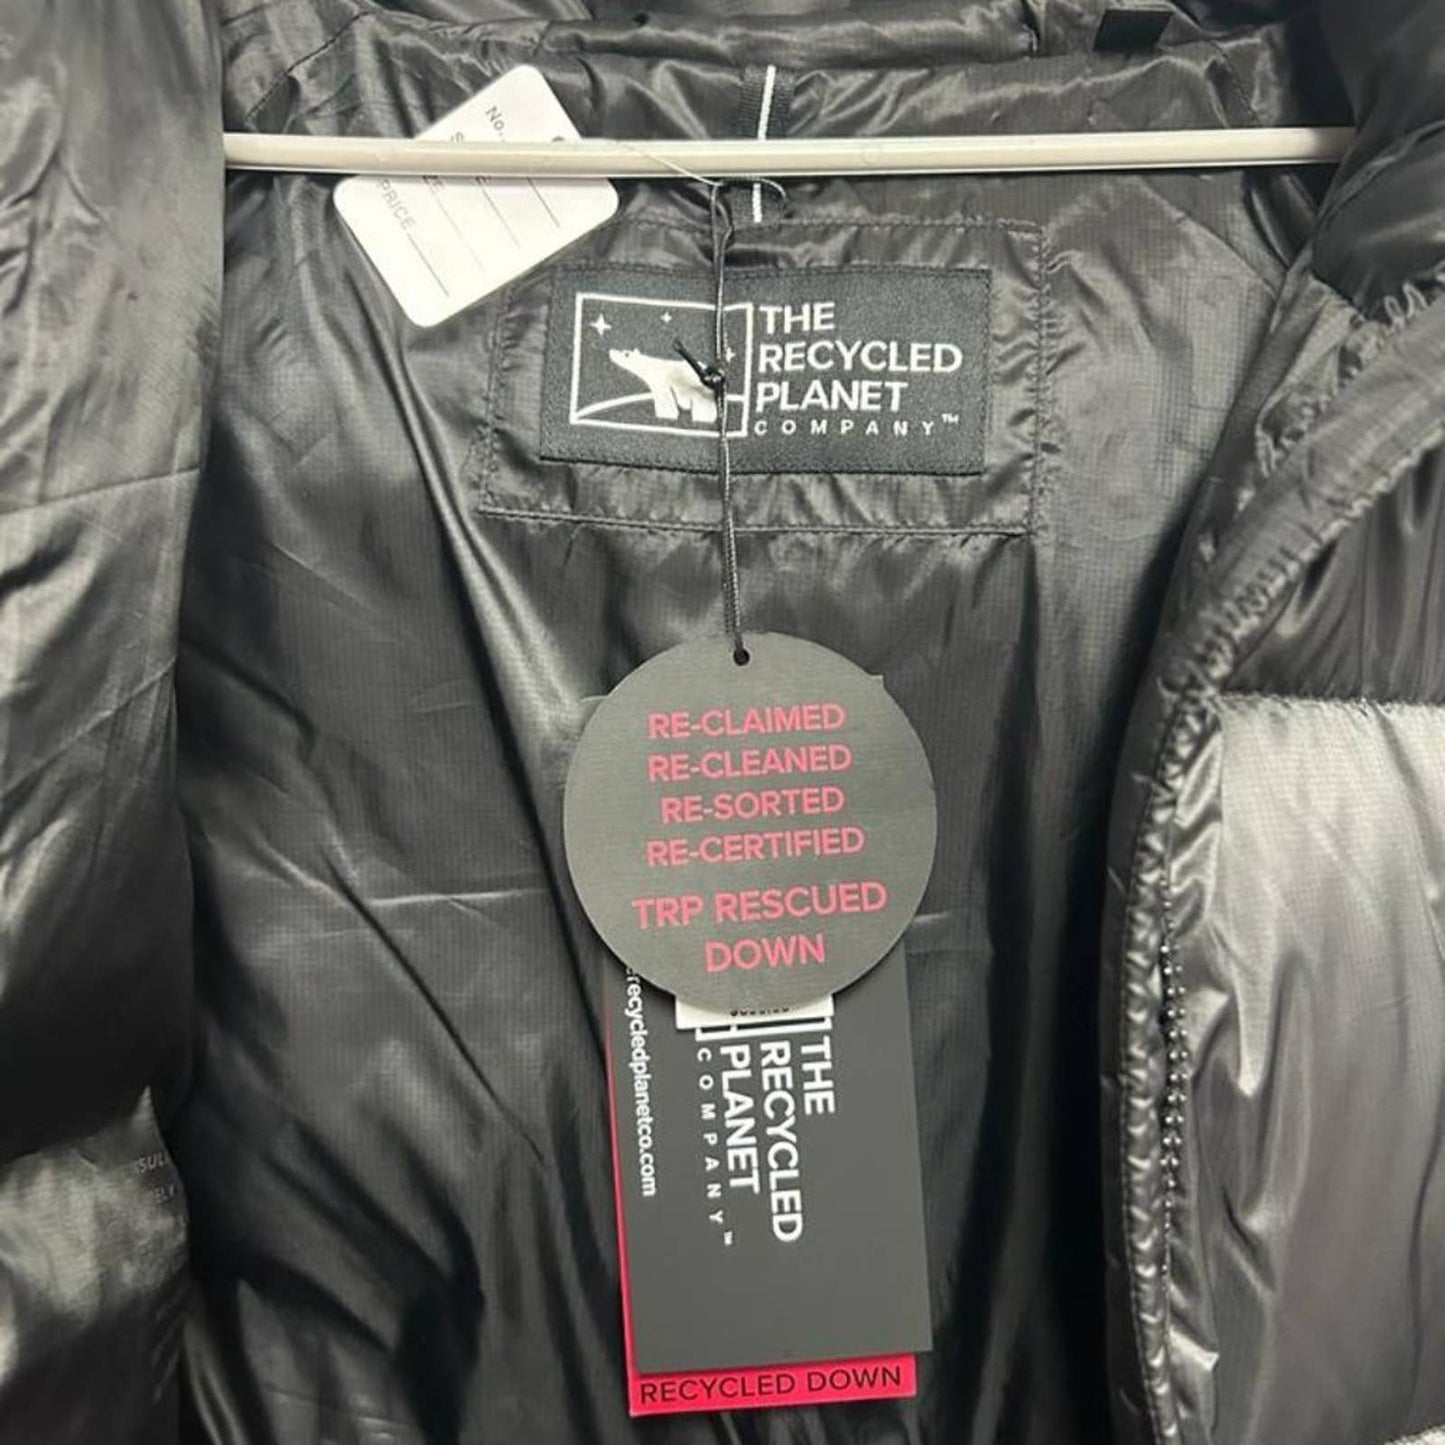 No.
PRICE
THE
RECYCLED
PLANET
COMPANY™
RE-CLAIMED
RE-CLEANED
RE-SORTED
RE-CERTIFIED
TRP RESCUED
DOWN
THE
RECYCLED
PLANET
COMPANY™
recycledplanetco.com
RECYCLED DOWN